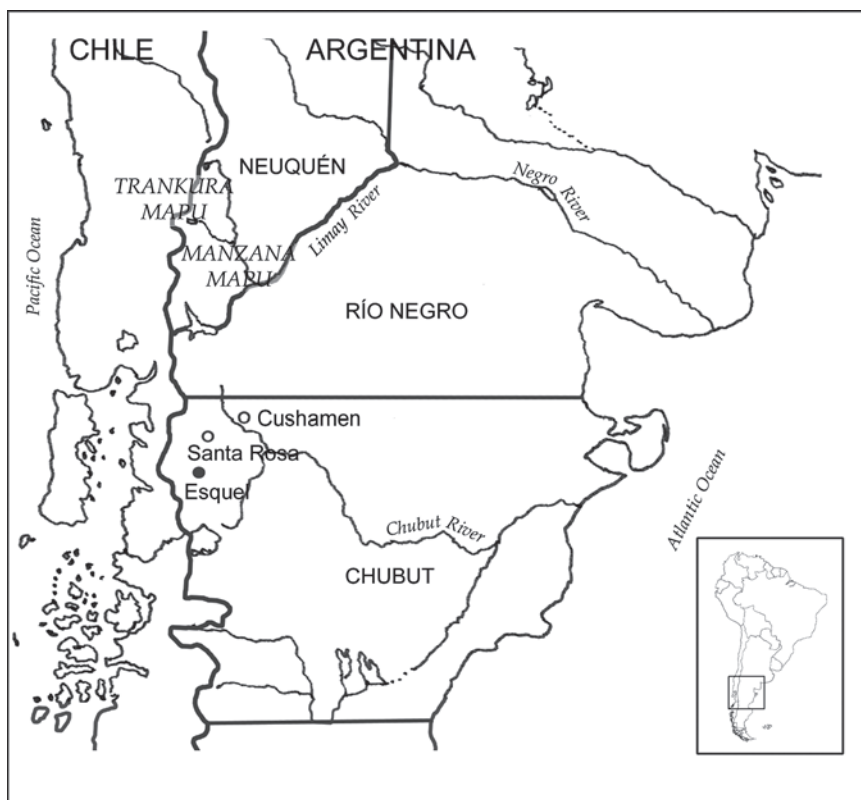 CHILE
ARGENTINA
NEUQUÉN
TRANKURA
MAPU
Negro
River
Limay River
MANZANA
MAPU
Pacific Ocean
RÍO NEGRO
Cushamen
Santa Rosa
Esquel
Atlantic Ocean
Chubut River
CHUBUT